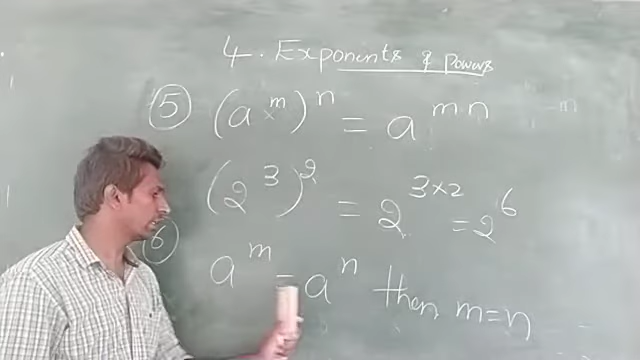 4. Exponents & Powers
(5) (a^m)^n = a^mn
(2^3)^2 = 2^3×2 = 2^6
(6) a^m = a^n then m=n